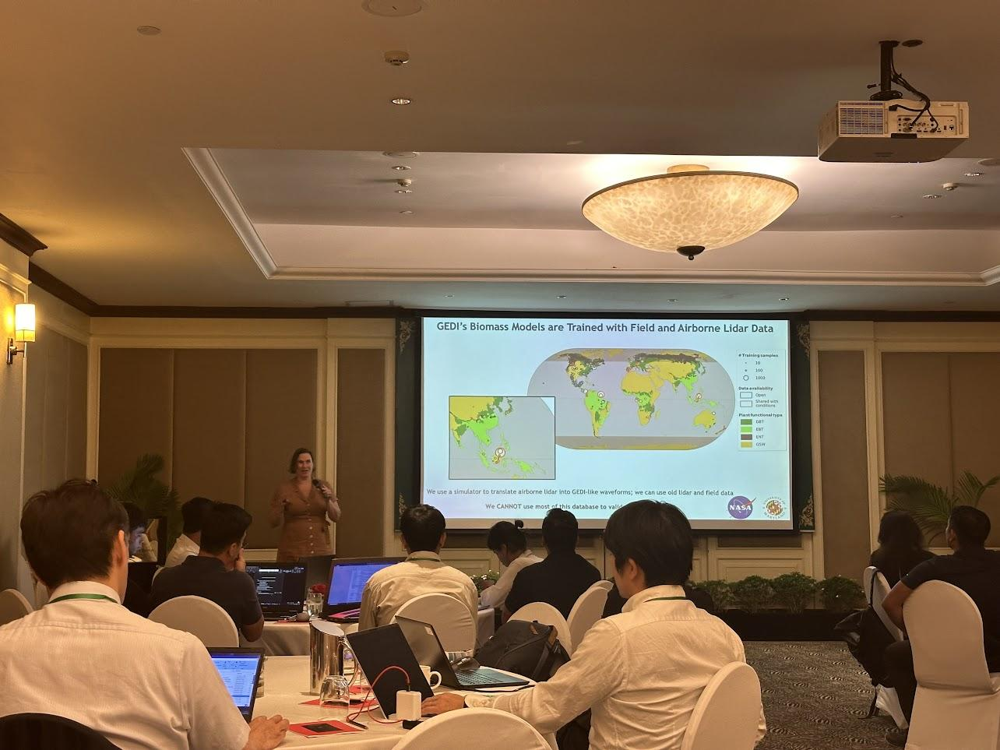 GEDI's Biomass Models are Trained with Field and Airborne Lidar Data
# Training samples
10
100
1000
Data availability
Open
Shared with
conditions
Plant functional type
DBT
EBT
ENT
GSW
We use a simulator to translate airborne lidar into GEDI-like waveforms; we can use old lidar and field data
We CANNOT use most of this database to
NASA
UNIVERSITY OF
MARYLAND